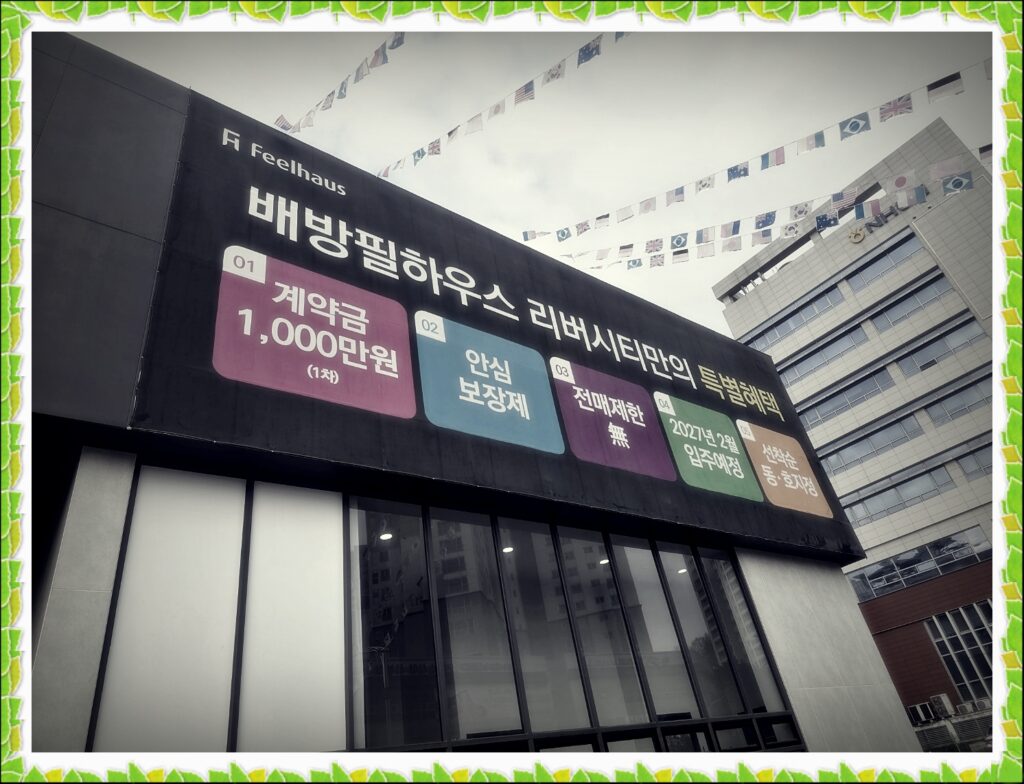 Feelhaus
배방필하우스 리버시티만의 특별혜택
01
계약금
1,000만원
(1차)
02
안심
보장제
03
전매제한
無
04
2027년 2월
입주예정
05
선착순
동·호지정
NH